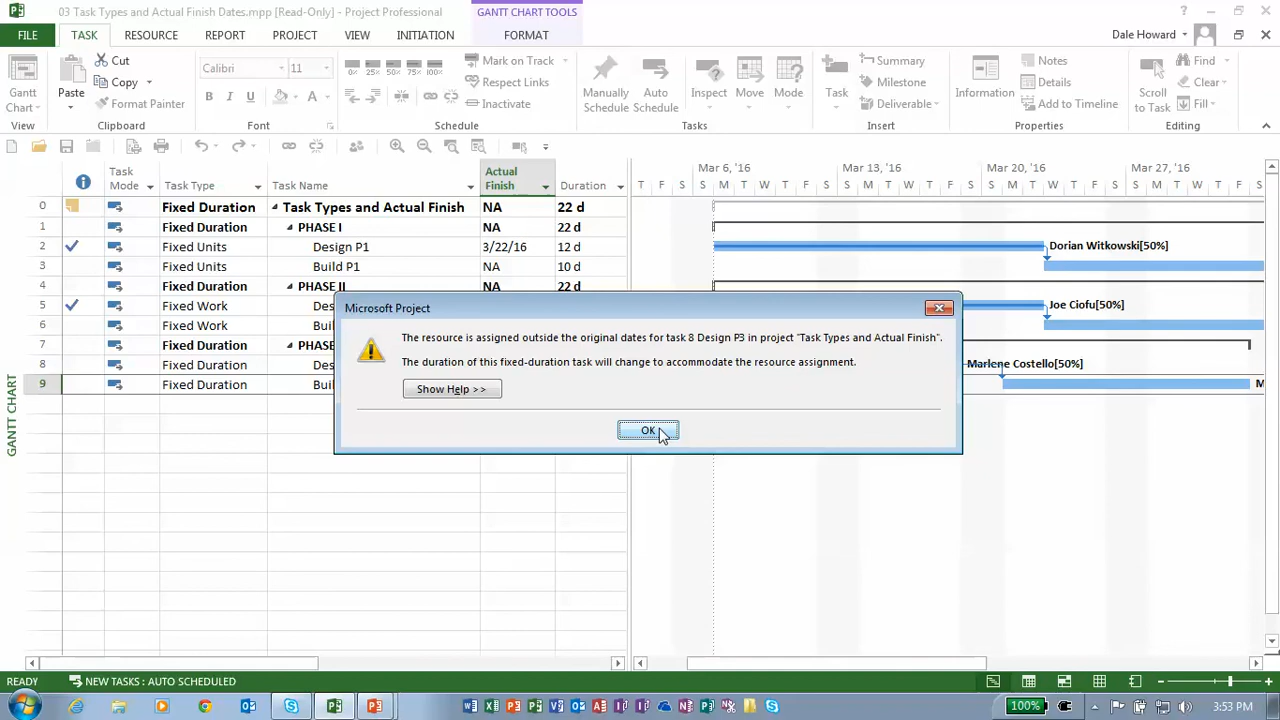 03 Task Types and Actual Finish Dates.mpp [Read-Only] - Project Professional
GANTT CHART TOOLS
FILE TASK RESOURCE REPORT PROJECT VIEW INITIATION FORMAT Dale Howard
Gantt Chart
View
Paste
Cut
Copy
Format Painter
Clipboard
Calibri 11
B I U A
Font
0% 25% 50% 75% 100%
Mark on Track
Respect Links
Inactivate
Schedule
Manually Schedule
Auto Schedule
Inspect
Move
Mode
Tasks
Task
Summary
Milestone
Deliverable
Insert
Information
Notes
Details
Add to Timeline
Properties
Scroll to Task
Find
Clear
Fill
Editing
Task Mode Task Type Task Name Actual Finish Duration
Mar 6, '16 Mar 13, '16 Mar 20, '16 Mar 27, '16
T F S S M T W T F S S M T W T F S S M T W T F S S M T W T F S
0 Fixed Duration Task Types and Actual Finish NA 22 d
1 Fixed Duration PHASE I NA 22 d
2 Fixed Units Design P1 3/22/16 12 d Dorian Witkowski[50%]
3 Fixed Units Build P1 NA 10 d
4 Fixed Duration PHASE II NA 22 d
5 Fixed Work Des Joe Ciofu[50%]
6 Fixed Work Buil
7 Fixed Duration PHASE
8 Fixed Duration Des Marlene Costello[50%]
9 Fixed Duration Buil M
Microsoft Project
The resource is assigned outside the original dates for task 8 Design P3 in project "Task Types and Actual Finish".
The duration of this fixed-duration task will change to accommodate the resource assignment.
Show Help >>
OK
GANTT CHART
READY NEW TASKS : AUTO SCHEDULED
100% 3:53 PM